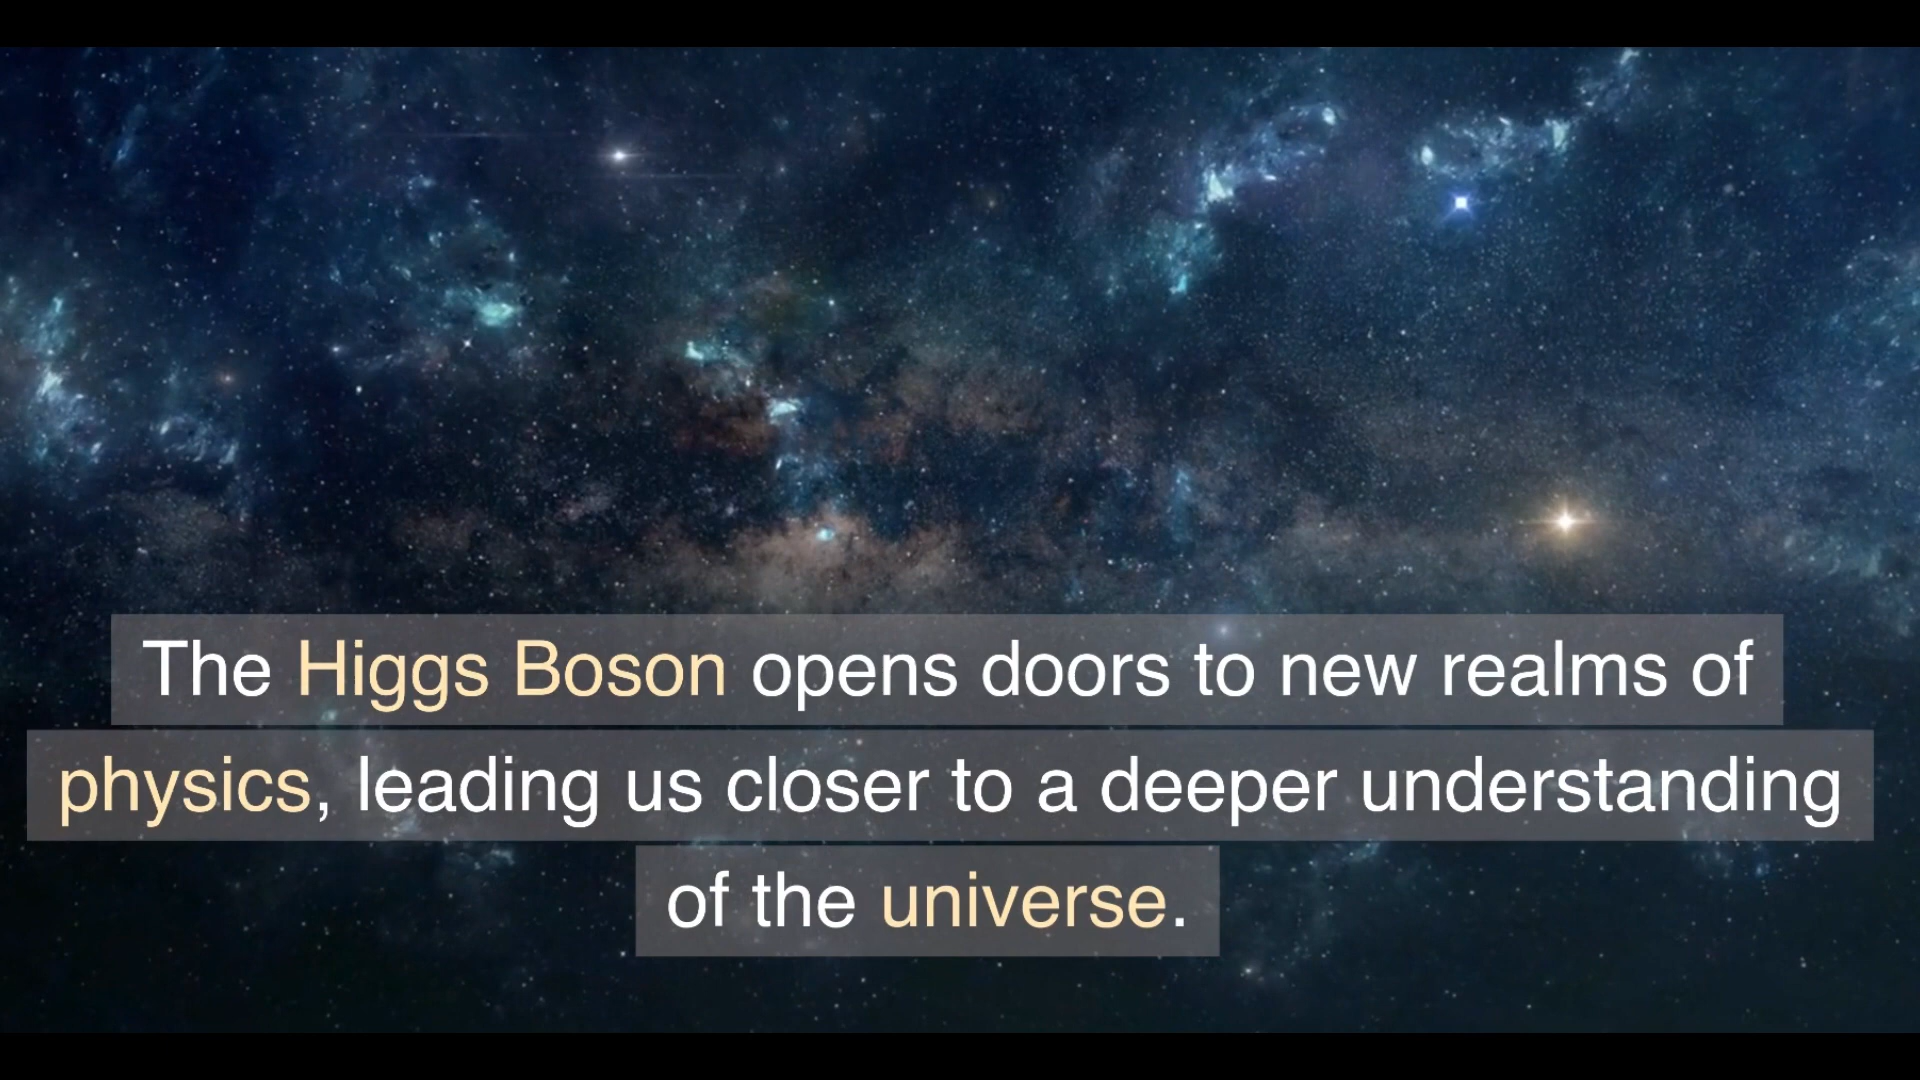 The Higgs Boson opens doors to new realms of
physics, leading us closer to a deeper understanding
of the universe.